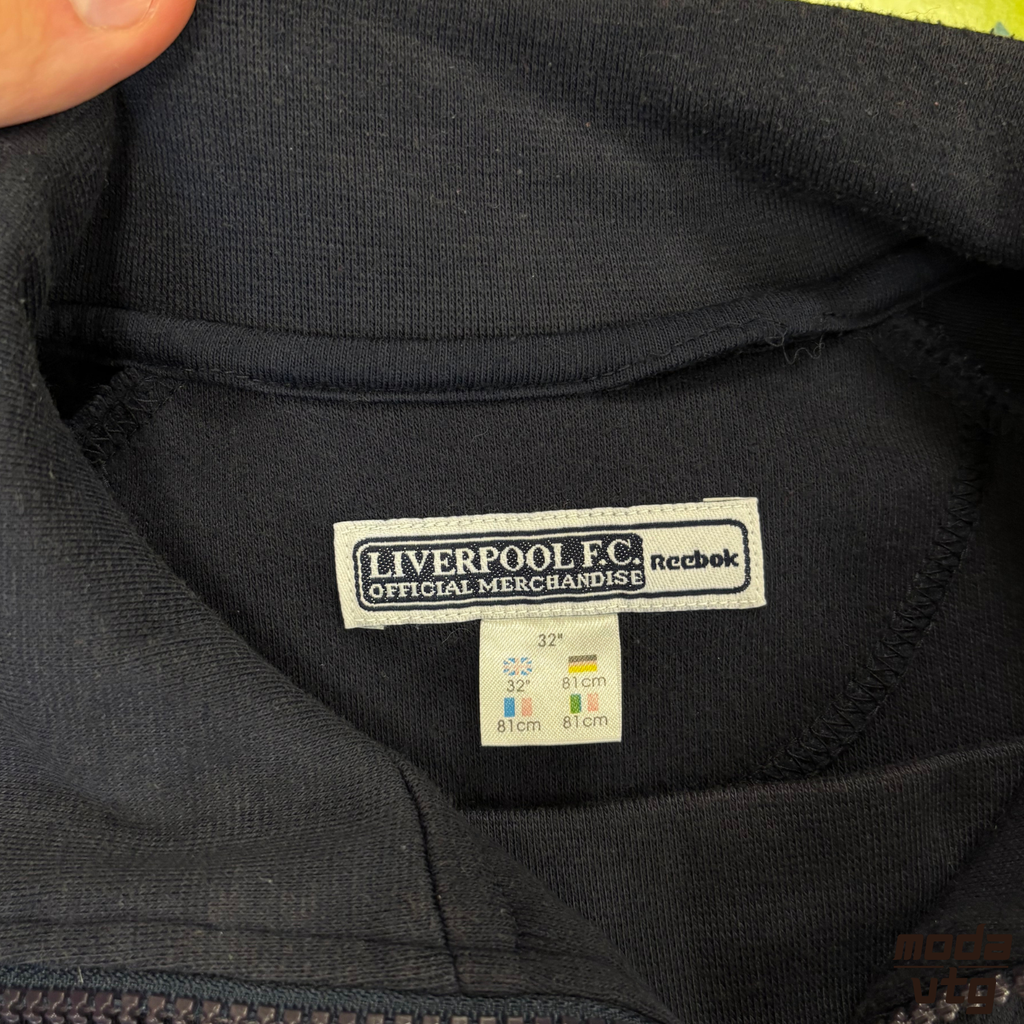 LIVERPOOL F.C. Reebok
OFFICIAL MERCHANDISE
32"
32" 81cm
81cm 81cm
moda
vtg